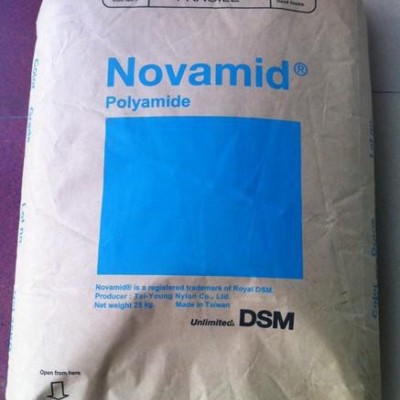 FRAGILE
Novamid®
Polyamide
Novamid® is a registered trademark of Royal DSM
Producer : Tai-Young Nylon Co., Ltd.
Net weight 25 kg. Made in Taiwan
Unlimited. DSM
Open from here